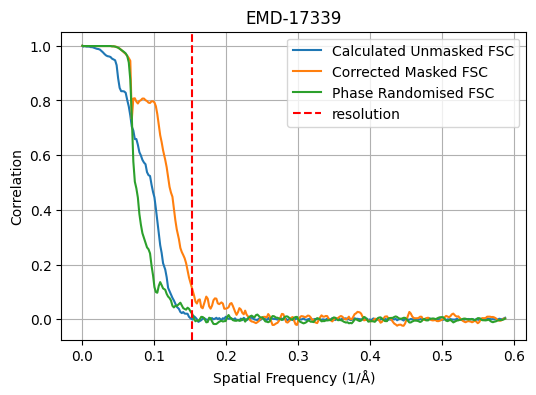 EMD-17339
Calculated Unmasked FSC
Corrected Masked FSC
Phase Randomised FSC
resolution
Correlation
1.0
0.8
0.6
0.4
0.2
0.0
0.0 0.1 0.2 0.3 0.4 0.5 0.6
Spatial Frequency (1/Å)